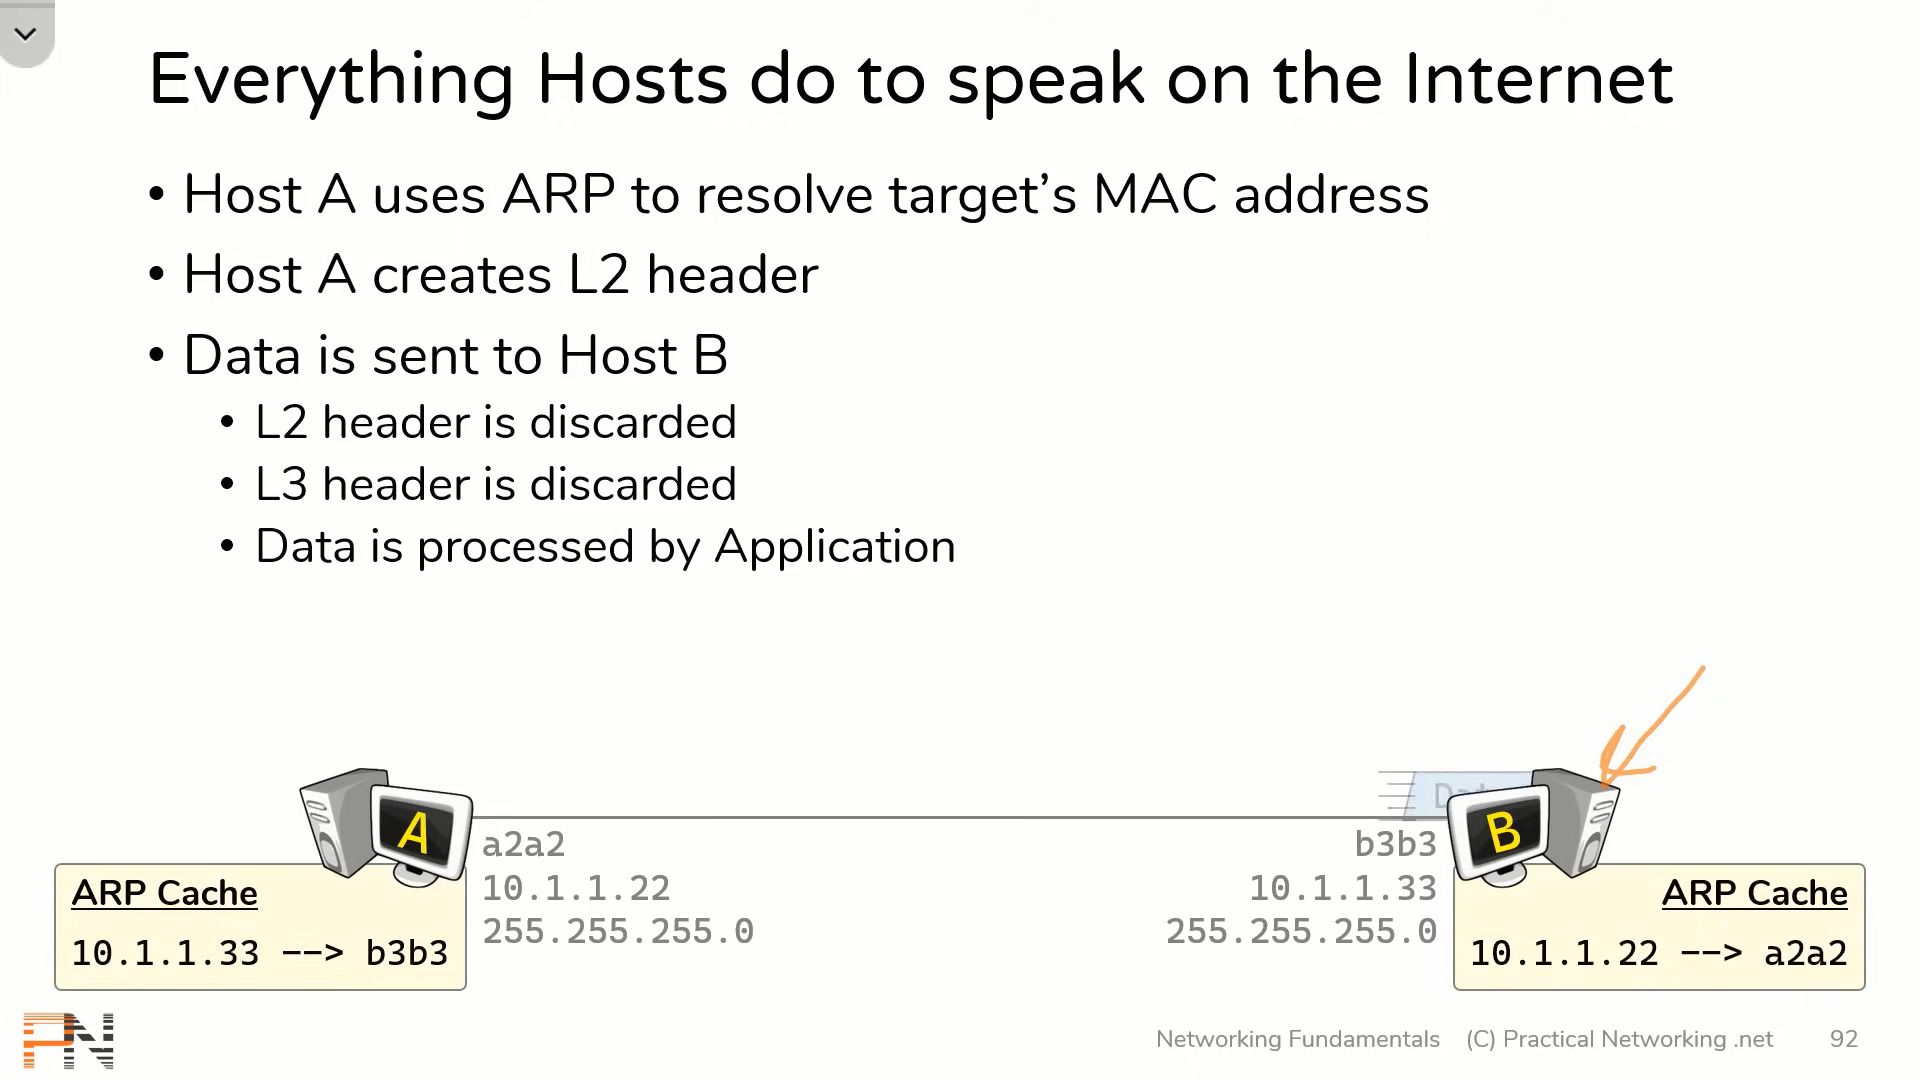 Everything Hosts do to speak on the Internet
• Host A uses ARP to resolve target’s MAC address
• Host A creates L2 header
• Data is sent to Host B
• L2 header is discarded
• L3 header is discarded
• Data is processed by Application
A
B
a2a2
10.1.1.22
255.255.255.0
b3b3
10.1.1.33
255.255.255.0
ARP Cache
10.1.1.33 --> b3b3
ARP Cache
10.1.1.22 --> a2a2
PN
Networking Fundamentals (C) Practical Networking .net 92